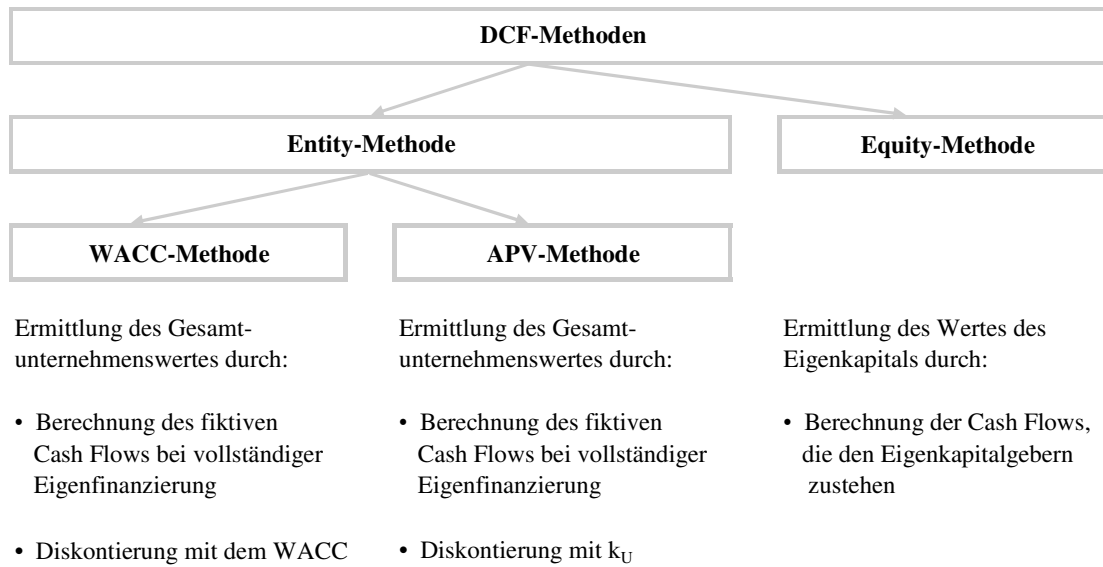 DCF-Methoden
Entity-Methode
Equity-Methode
WACC-Methode
APV-Methode
Ermittlung des Gesamt-
unternehmenswertes durch:
• Berechnung des fiktiven
Cash Flows bei vollständiger
Eigenfinanzierung
• Diskontierung mit dem WACC
Ermittlung des Gesamt-
unternehmenswertes durch:
• Berechnung des fiktiven
Cash Flows bei vollständiger
Eigenfinanzierung
• Diskontierung mit kU
Ermittlung des Wertes des
Eigenkapitals durch:
• Berechnung der Cash Flows,
die den Eigenkapitalgebern
zustehen